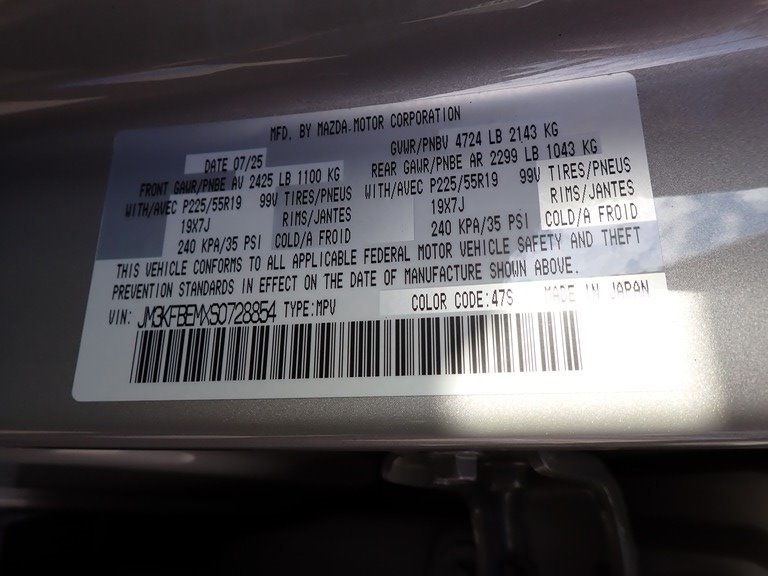 MFD. BY MAZDA MOTOR CORPORATION
DATE 07/25 GVWR/PNBV 4724 LB 2143 KG
FRONT GAWR/PNBE AV 2425 LB 1100 KG REAR GAWR/PNBE AR 2299 LB 1043 KG
WITH/AVEC P225/55R19 99V TIRES/PNEUS WITH/AVEC P225/55R19 99V TIRES/PNEUS
19X7J RIMS/JANTES 19X7J RIMS/JANTES
240 KPA/35 PSI COLD/A FROID 240 KPA/35 PSI COLD/A FROID
THIS VEHICLE CONFORMS TO ALL APPLICABLE FEDERAL MOTOR VEHICLE SAFETY AND THEFT
PREVENTION STANDARDS IN EFFECT ON THE DATE OF MANUFACTURE SHOWN ABOVE.
COLOR CODE:47S MADE IN JAPAN
VIN: JM3KFBEMXS0728854 TYPE:MPV